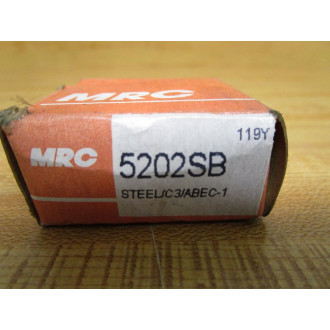 MRC
119Y
MRC
5202SB
STEEL/C3/ABEC-1